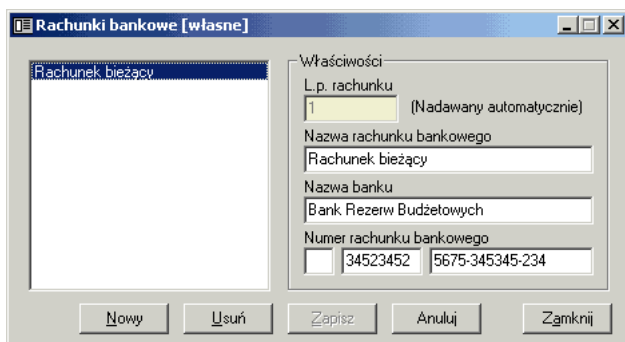 Rachunki bankowe [własne]
Rachunek bieżący
Właściwości
L.p. rachunku
1 (Nadawany automatycznie)
Nazwa rachunku bankowego
Rachunek bieżący
Nazwa banku
Bank Rezerw Budżetowych
Numer rachunku bankowego
34523452 5675-345345-234
Nowy Usuń Zapisz Anuluj Zamknij